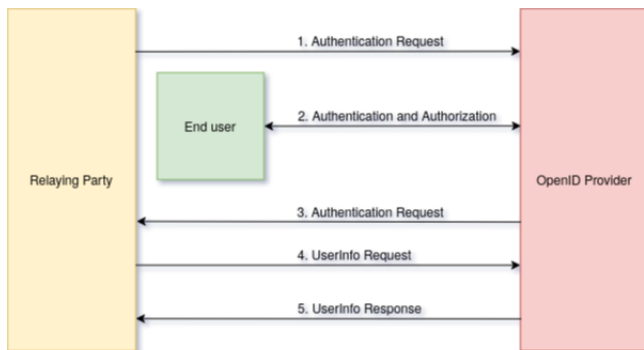 1. Authentication Request
End user
2. Authentication and Authorization
Relaying Party
OpenID Provider
3. Authentication Request
4. UserInfo Request
5. UserInfo Response